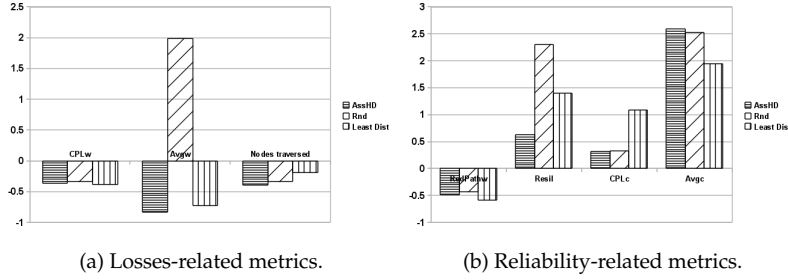 2.5
2
1.5
1
0.5
0
-0.5
-1
CPLw
Avgw
Nodes traversed
AssHD
Rnd
Least Dist
3
2.5
2
1.5
1
0.5
0
-0.5
-1
RedPathw
Resil
CPLc
Avgc
AssHD
Rnd
Least Dis
(a) Losses-related metrics.
(b) Reliability-related metrics.